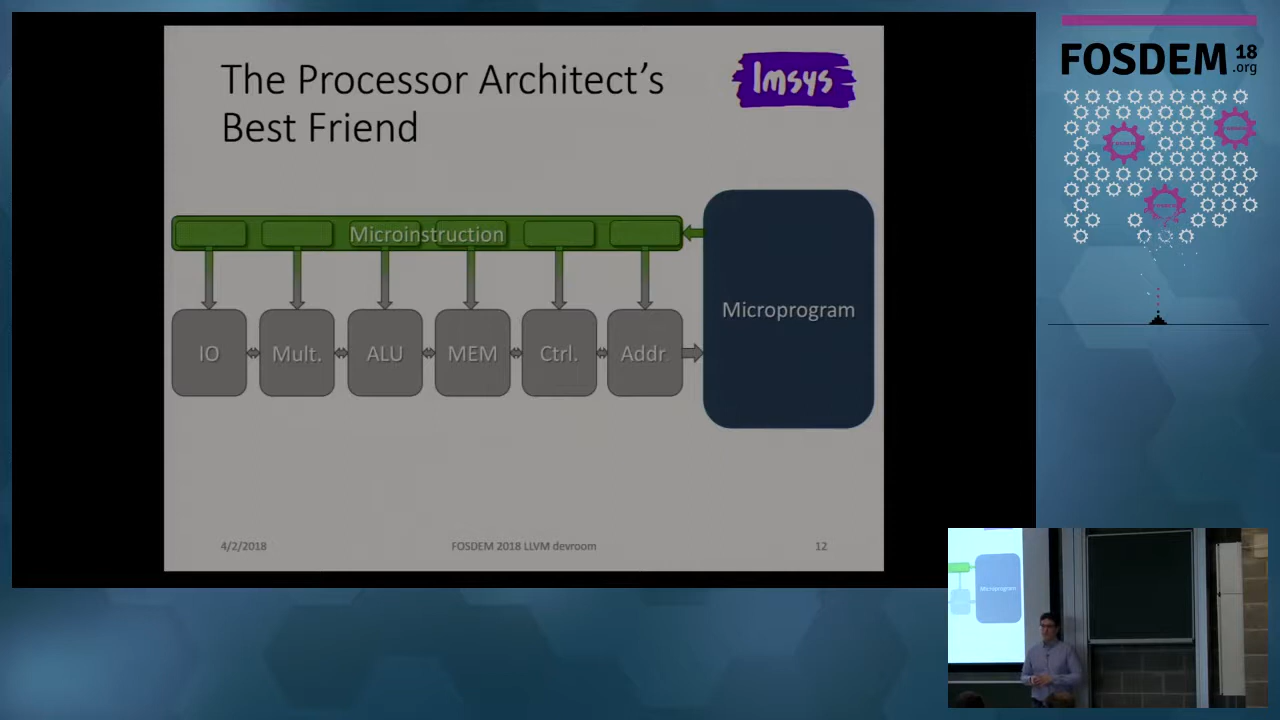 The Processor Architect's
Best Friend
Imsys
Microinstruction
IO
Mult.
ALU
MEM
Ctrl.
Addr.
Microprogram
4/2/2018
FOSDEM 2018 LLVM devroom
12
FOSDEM 18
.org
Microprogram